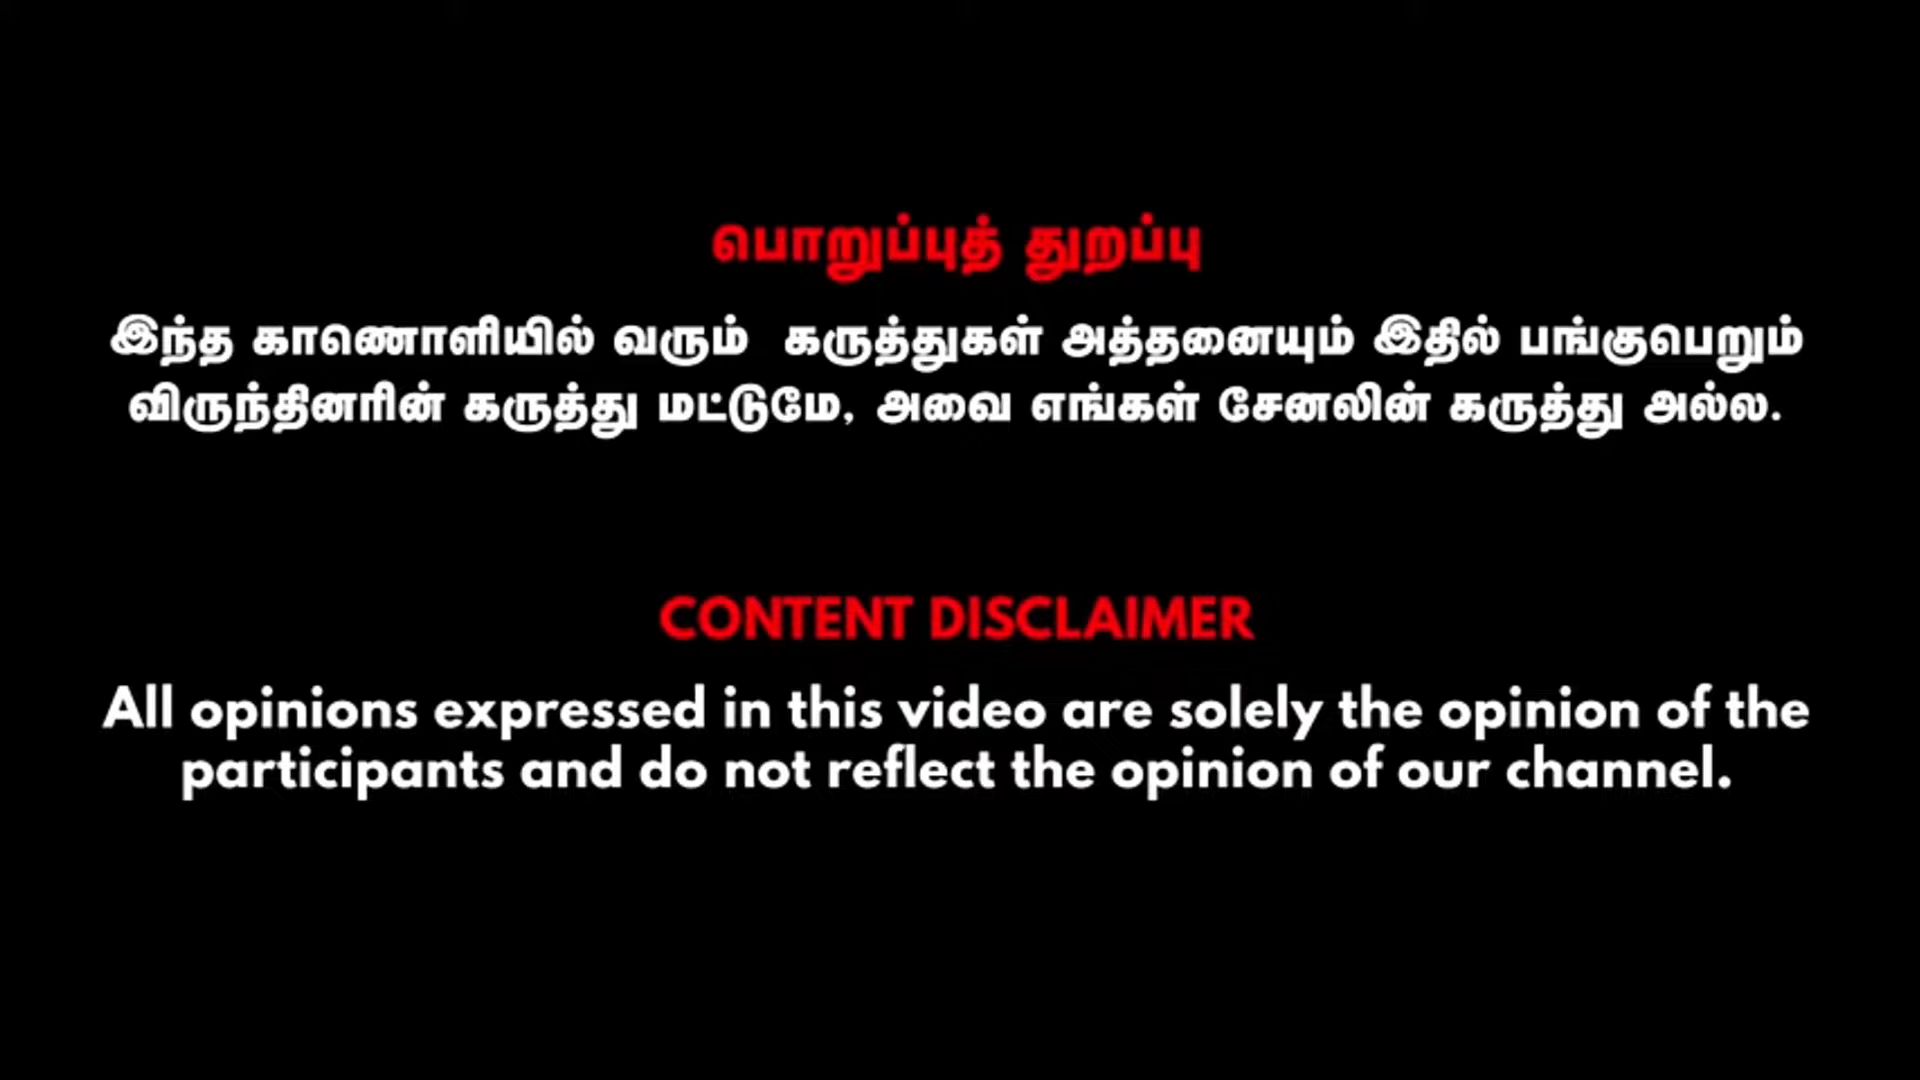 பொறுப்புத் துறப்பு
இந்த காணொளியில் வரும் கருத்துகள் அத்தனையும் இதில் பங்குபெறும்
விருந்தினரின் கருத்து மட்டுமே, அவை எங்கள் சேனலின் கருத்து அல்ல.
CONTENT DISCLAIMER
All opinions expressed in this video are solely the opinion of the
participants and do not reflect the opinion of our channel.